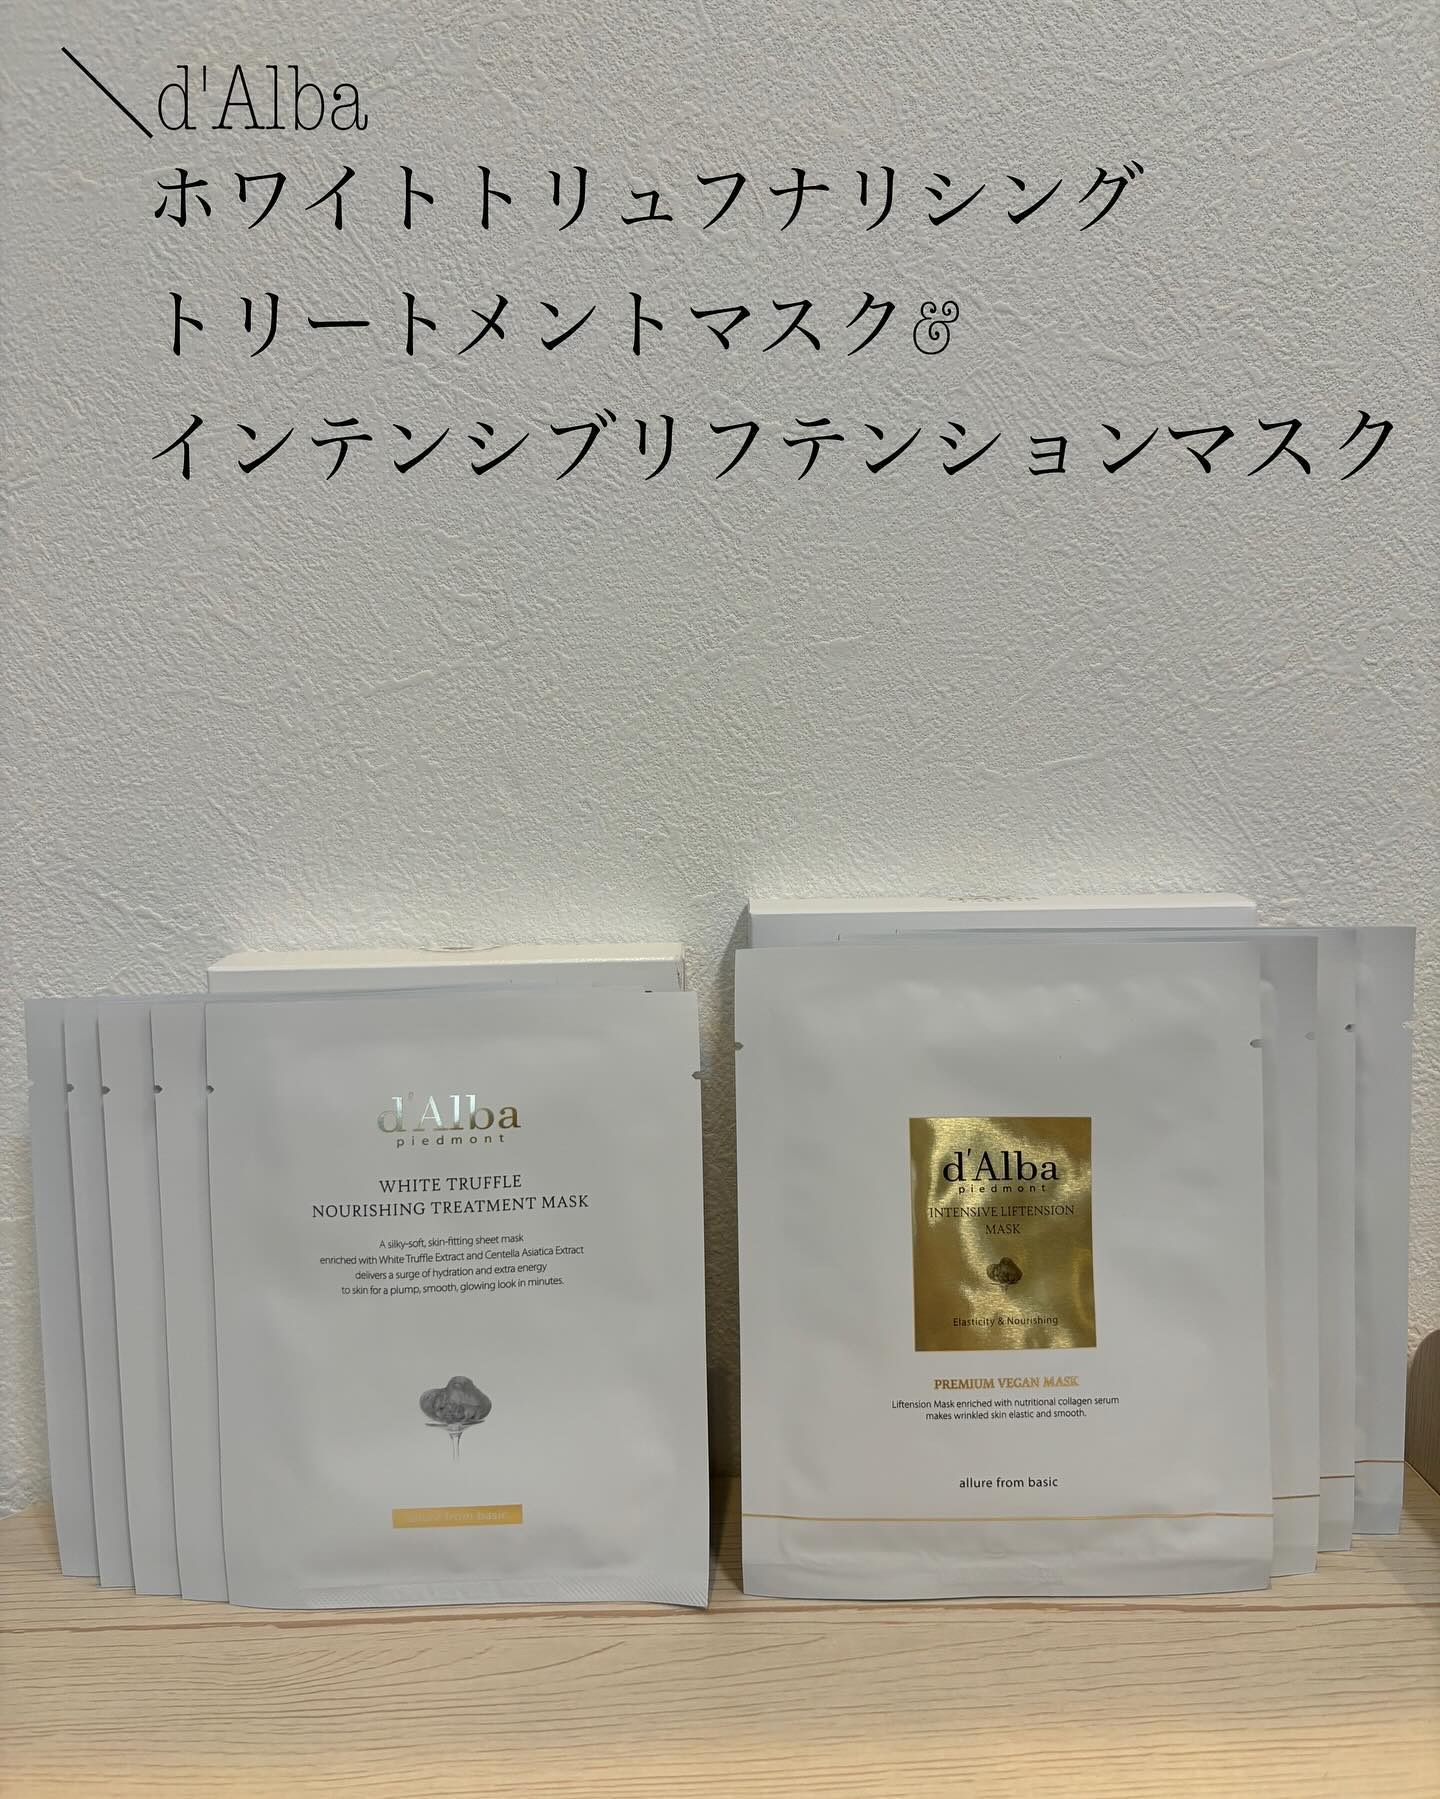 d'Alba
ホワイトトリュフナリシング
トリートメントマスク&
インテンシブリフテンションマスク
d'Alba
d'Alba
piedmont
WHITE TRUFFLE
NOURISHING TREATMENT MASK
A silky-soft, skin-fitting sheet mask
enriched with White Truffle Extract and Centella Asiatica Extract
delivers a surge of hydration and extra energy
to skin for a plump, smooth, glowing look in minutes.
allure from basic
d'Alba
piedmont
INTENSIVE LIFTENSION
MASK
Elasticity & Nourishing
PREMIUM VEGAN MASK
Liftension Mask enriched with nutritional collagen serum
makes wrinkled skin elastic and smooth.
allure from basic